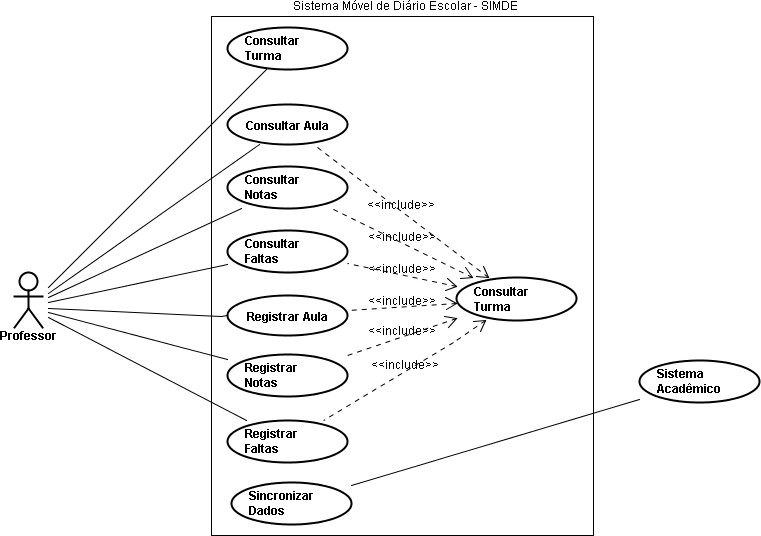 Sistema Móvel de Diário Escolar - SIMDE
Consultar
Turma
Consultar Aula
Consultar
Notas
<<include>>
<<include>>
Consultar
Faltas
<<include>>
Consultar
Turma
<<include>>
Registrar Aula
<<include>>
Professor
Registrar
Notas
<<include>>
Sistema
Acadêmico
Registrar
Faltas
Sincronizar
Dados